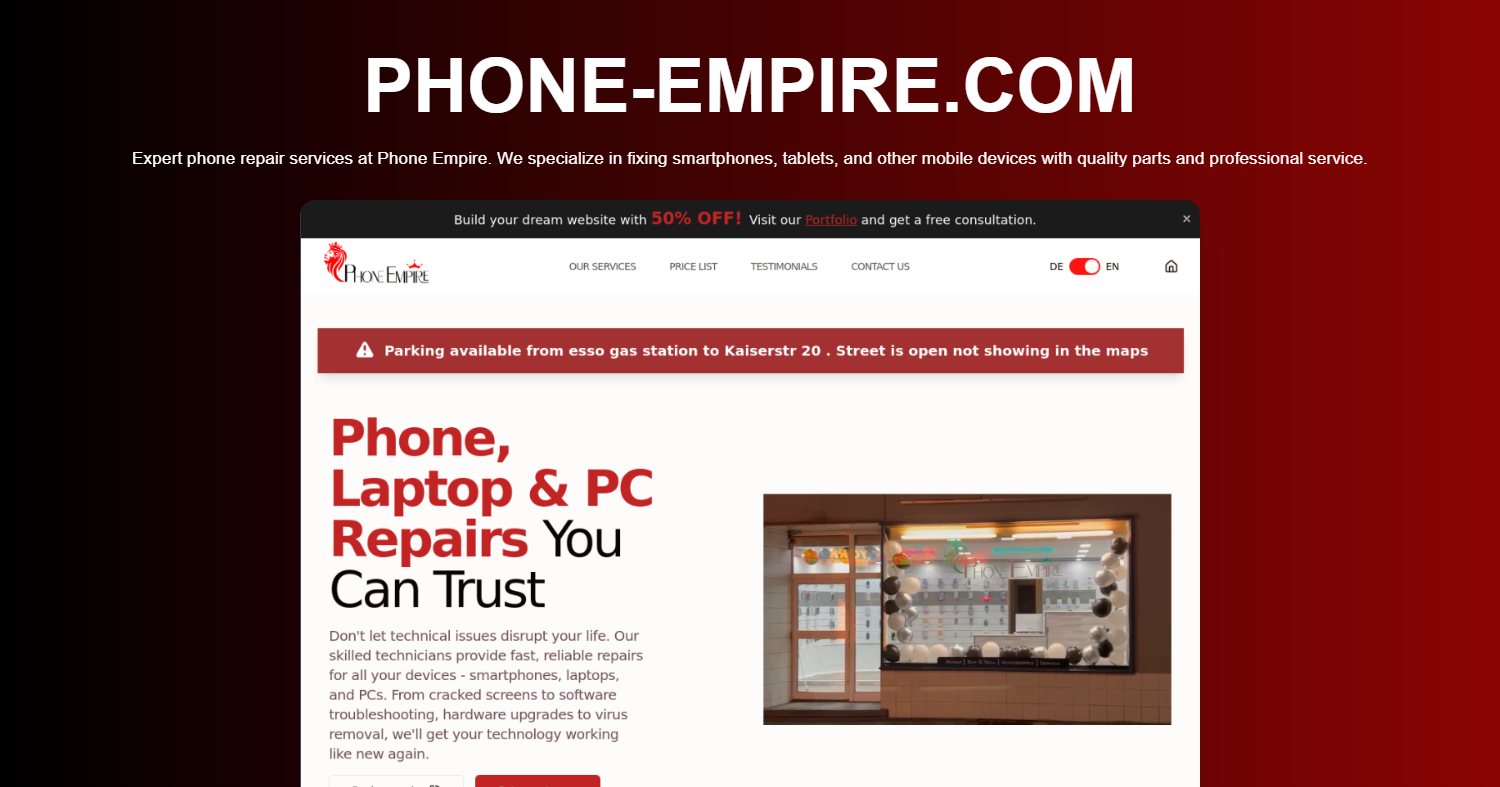 PHONE-EMPIRE.COM
Expert phone repair services at Phone Empire. We specialize in fixing smartphones, tablets, and other mobile devices with quality parts and professional service.
Build your dream website with 50% OFF! Visit our Portfolio and get a free consultation. ×
PHONE EMPIRE
OUR SERVICES PRICE LIST TESTIMONIALS CONTACT US DE EN
Parking available from esso gas station to Kaiserstr 20 . Street is open not showing in the maps
Phone,
Laptop & PC
Repairs You
Can Trust
Don't let technical issues disrupt your life. Our
skilled technicians provide fast, reliable repairs
for all your devices - smartphones, laptops,
and PCs. From cracked screens to software
troubleshooting, hardware upgrades to virus
removal, we'll get your technology working
like new again.
PHONE EMPIRE
REPAIR | BUY & SELL | ACCESSORIES | SERVICE